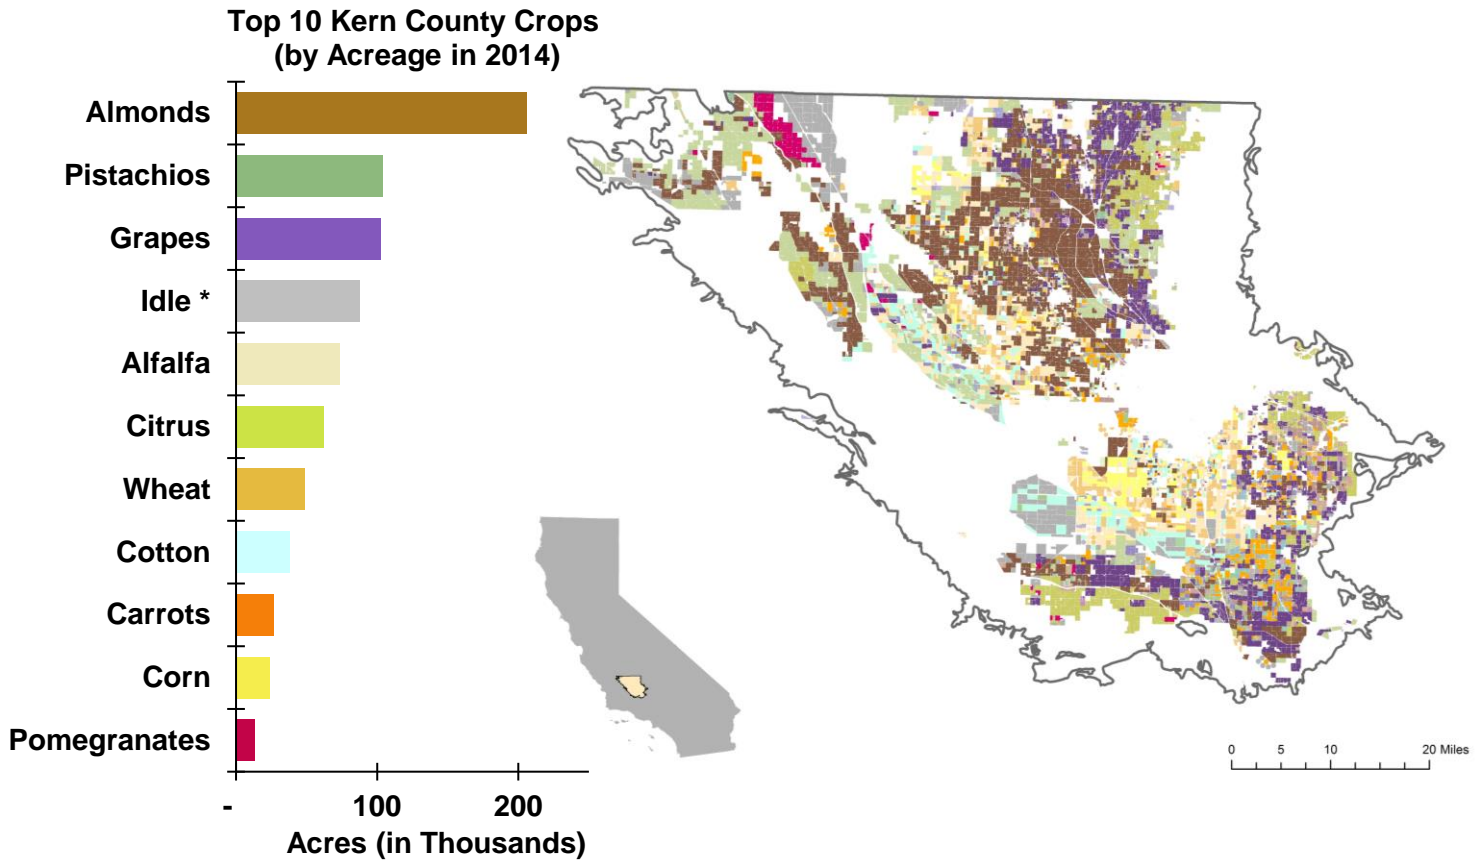 Top 10 Kern County Crops
(by Acreage in 2014)
Almonds
Pistachios
Grapes
Idle *
Alfalfa
Citrus
Wheat
Cotton
Carrots
Corn
Pomegranates
- 100 200
Acres (in Thousands)
0 5 10 20 Miles